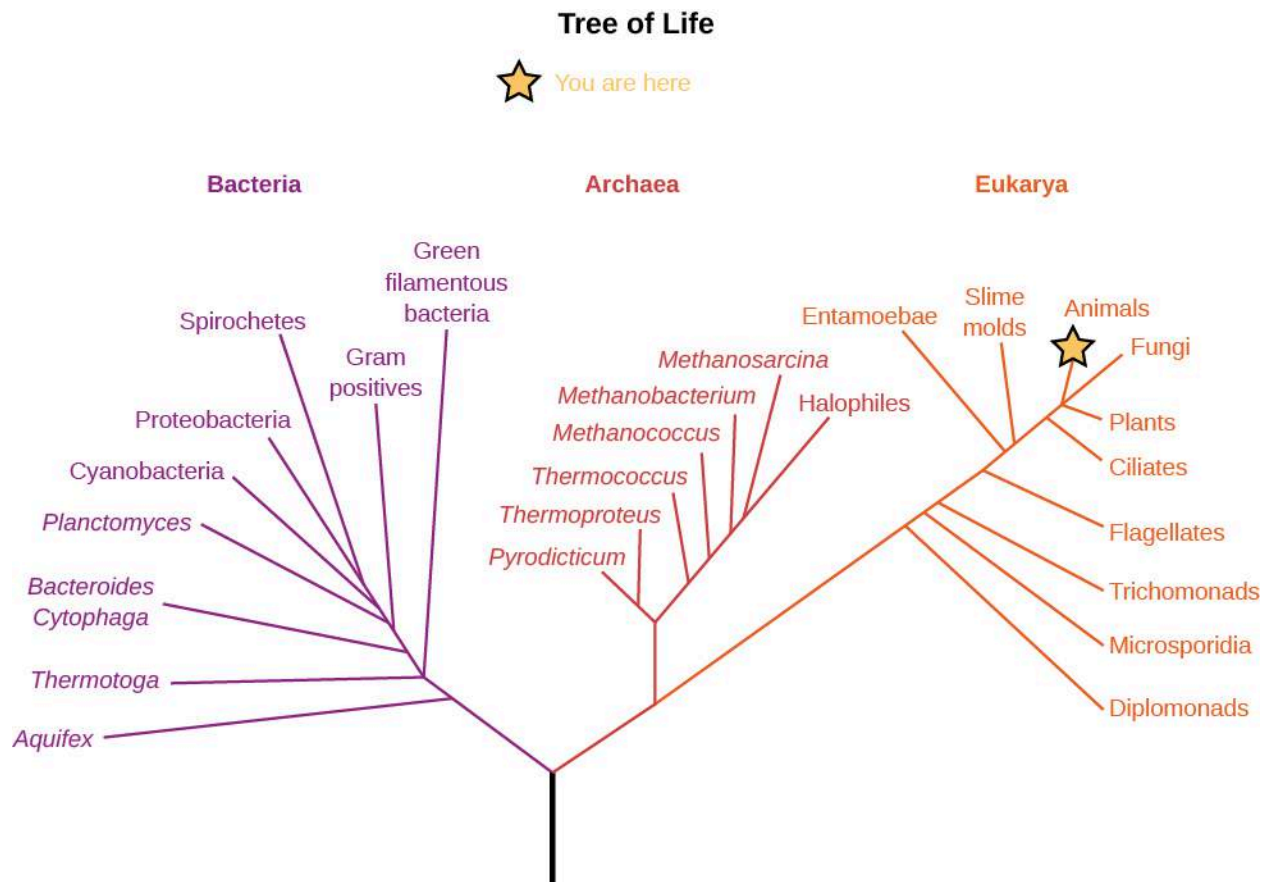 Tree of Life
You are here
Bacteria
Archaea
Eukarya
Green
filamentous
bacteria
Spirochetes
Gram
positives
Proteobacteria
Cyanobacteria
Planctomyces
Bacteroides
Cytophaga
Thermotoga
Aquifex
Methanosarcina
Methanobacterium
Halophiles
Methanococcus
Thermococcus
Thermoproteus
Pyrodicticum
Entamoebae
Slime
molds
Animals
Fungi
Plants
Ciliates
Flagellates
Trichomonads
Microsporidia
Diplomonads